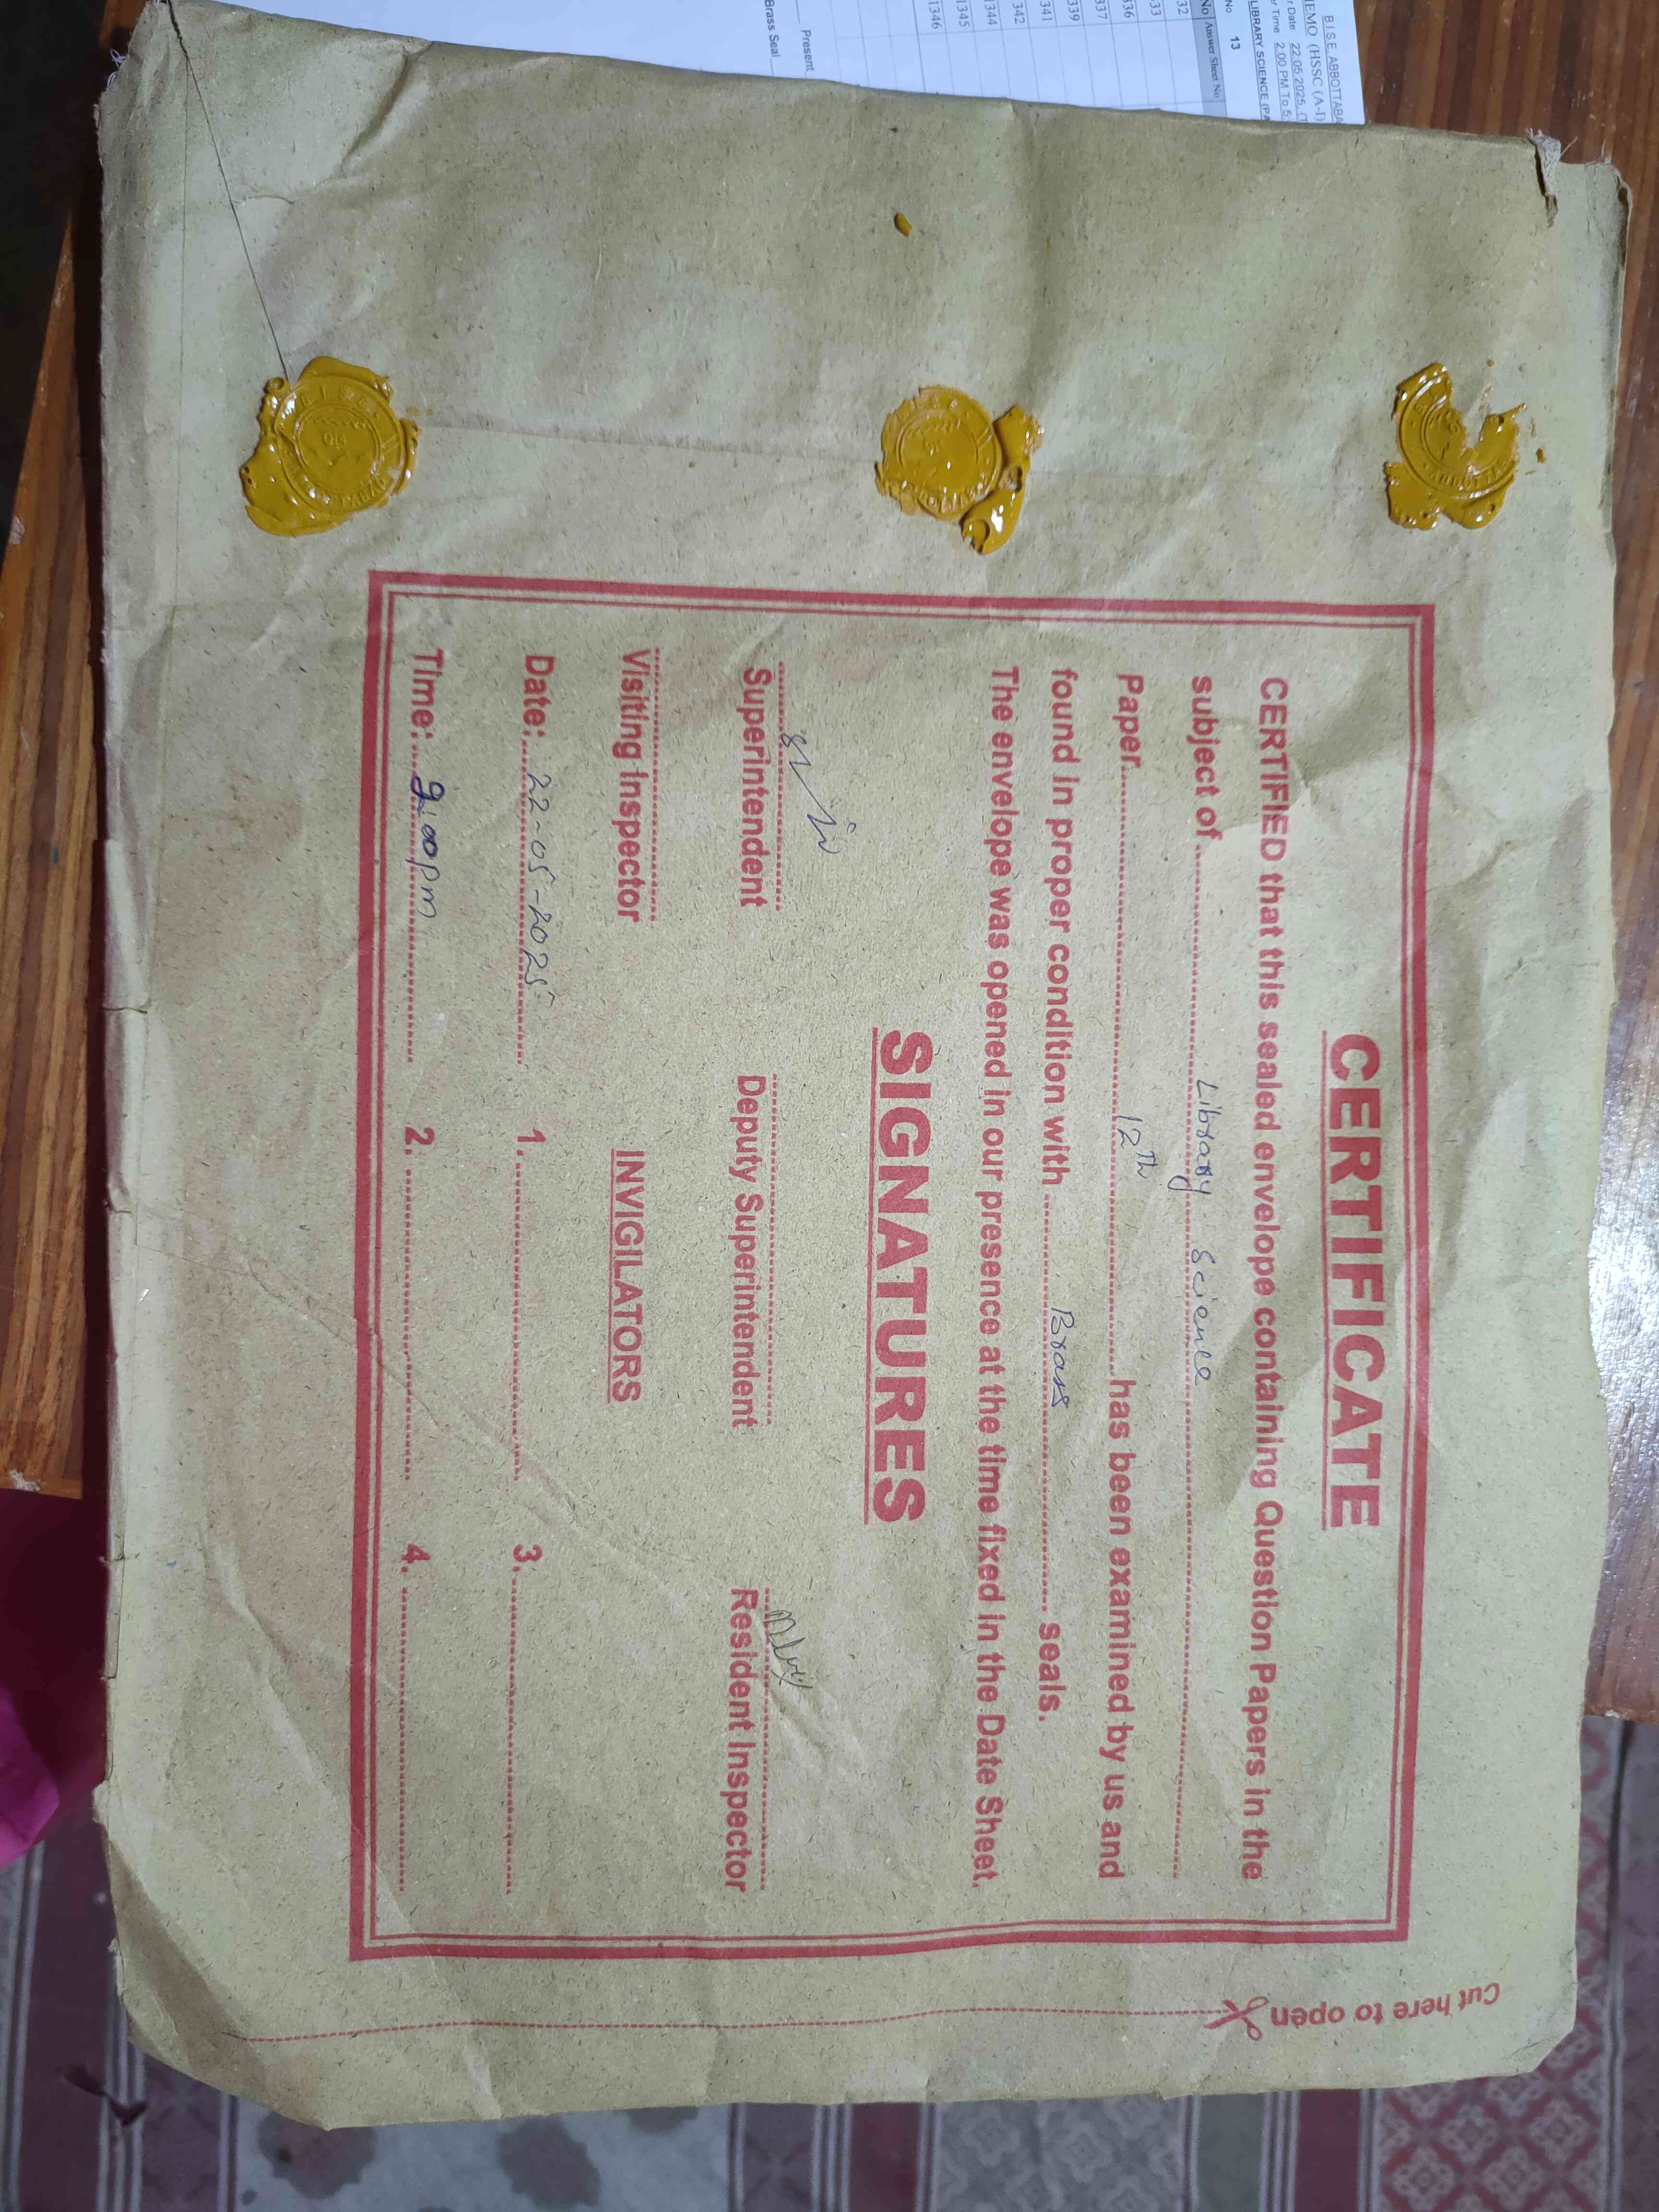 CERTIFICATE
CERTIFIED that this sealed envelope containing Question Papers in the
subject of Library Science
Paper 12Th has been examined by us and
found in proper condition with Brass seals.
The envelope was opened in our presence at the time fixed in the Date Sheet.
SIGNATURES
Superintendent Deputy Superintendent Resident Inspector
Visiting Inspector INVIGILATORS
Date: 22-05-2025 1. 3.
Time: 2:00pm 2. 4.
Cut here to open
B.I.S.E. ABBOTTABA
EMO (HSSC (A-I)
r Date 22.05.2025
r Time 2:00 PM To 5
LIBRARY SCIENCE (PA
No 13
No Answer Sheet No
32
33
336
337
339
341
342
1344
1345
1346
Present
Brass Seal